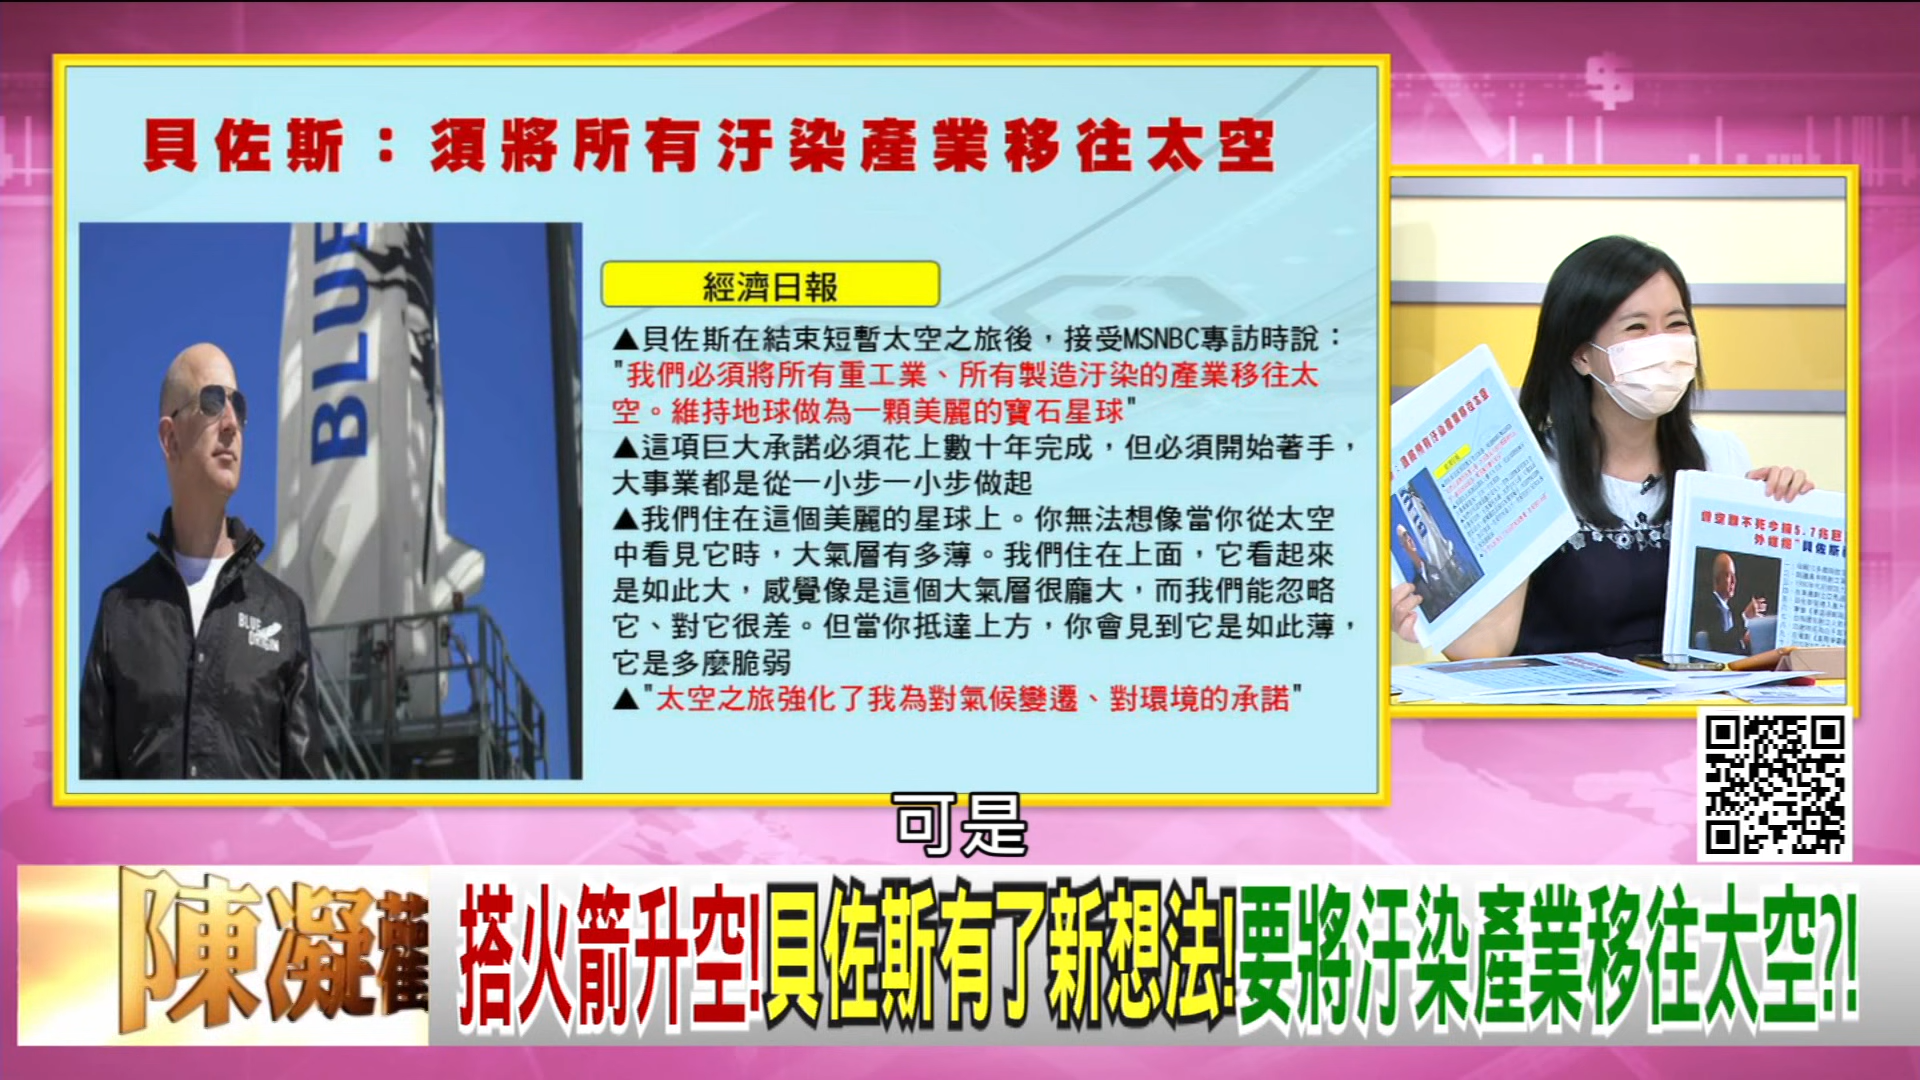 貝佐斯：須將所有汙染產業移往太空
BLUE
BLUE
ORIGIN
經濟日報
▲貝佐斯在結束短暫太空之旅後，接受MSNBC專訪時說：
"我們必須將所有重工業、所有製造汙染的產業移往太
空。維持地球做為一顆美麗的寶石星球"
▲這項巨大承諾必須花上數十年完成，但必須開始著手，
大事業都是從一小步一小步做起
▲我們住在這個美麗的星球上。你無法想像當你從太空
中看見它時，大氣層有多薄。我們住在上面，它看起來
是如此大，感覺像是這個大氣層很龐大，而我們能忽略
它、對它很差。但當你抵達上方，你會見到它是如此薄，
它是多麼脆弱
▲"太空之旅強化了我為對氣候變遷、對環境的承諾"
可是
陳凝觀
搭火箭升空!貝佐斯有了新想法!要將汙染產業移往太空?!